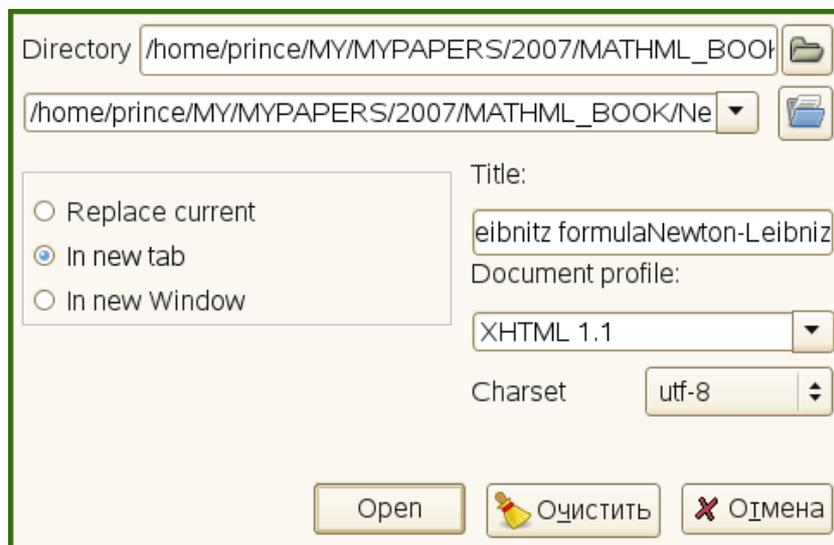 Directory /home/prince/MY/MYPAPERS/2007/MATHML_BOOK
/home/prince/MY/MYPAPERS/2007/MATHML_BOOK/Ne
Title:
Replace current
eibnitz formulaNewton-Leibniz
In new tab
Document profile:
In new Window
XHTML 1.1
Charset utf-8
Open Очистить Отмена